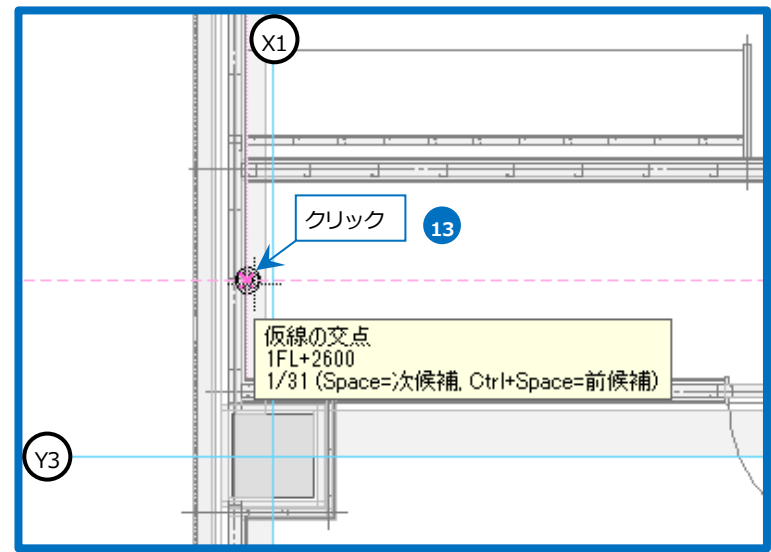 X1
クリック
13
仮線の交点
1FL+2600
1/31 (Space=次候補, Ctrl+Space=前候補)
Y3